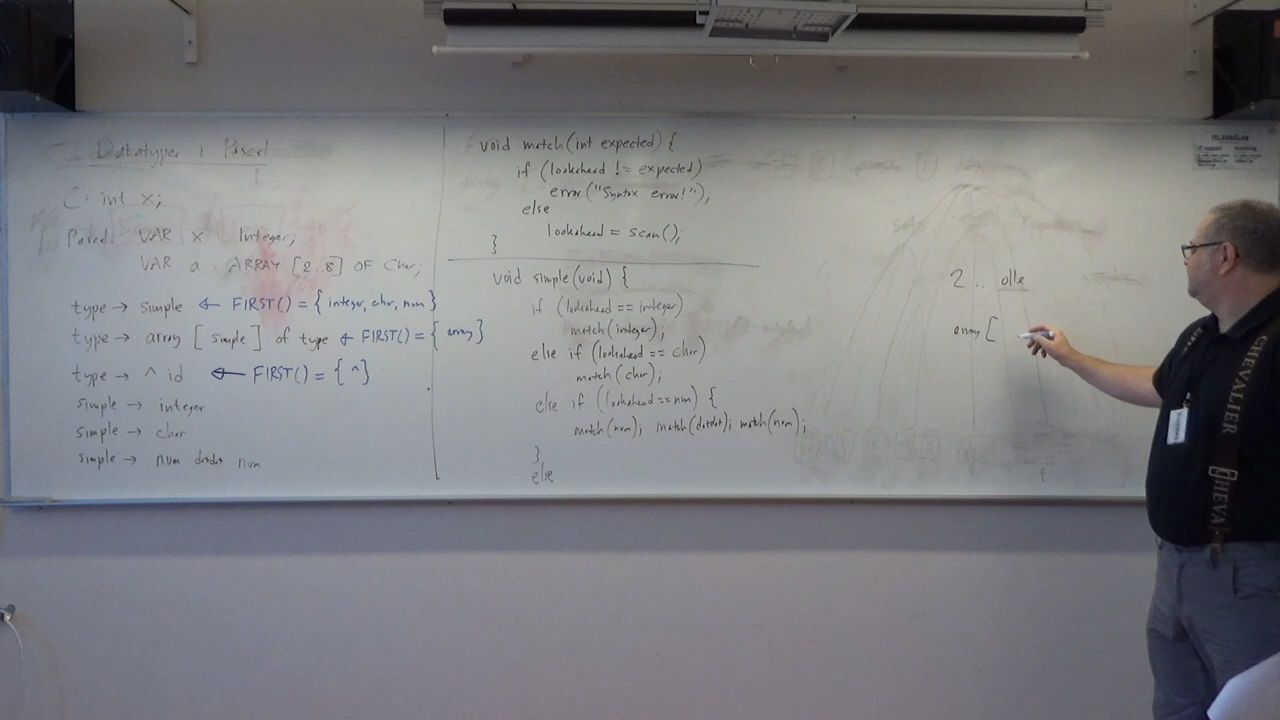 Datatyper i Pascal
C: int x;
Pascal: VAR x : Integer;
VAR a : ARRAY [2..8] OF Char;
type → simple ← FIRST() = { integer, char, num }
type → array [ simple ] of type ← FIRST() = { array }
type → ^ id ← FIRST() = { ^ }
simple → integer
simple → char
simple → num dotdot num
void match(int expected) {
if (lookahead != expected)
error("Syntax error!");
else
lookahead = scan();
}
void simple(void) {
if (lookahead == integer)
match(integer);
else if (lookahead == char)
match(char);
else if (lookahead == num) {
match(num); match(dotdot); match(num);
}
else
2 .. olle
array [
CHEVALIER
CHEVA